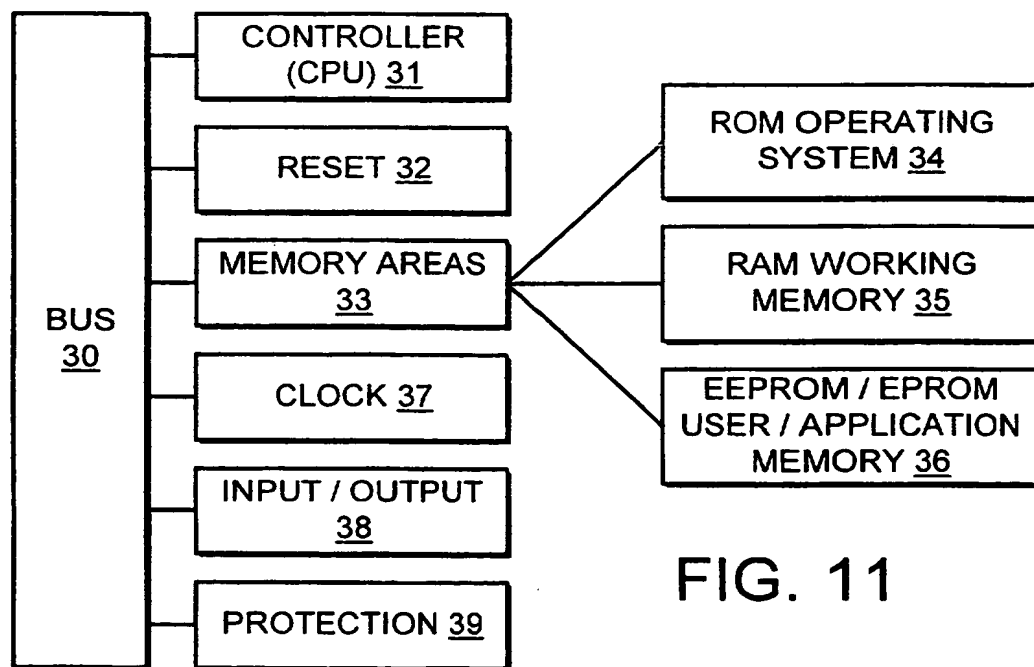 BUS
30
CONTROLLER
(CPU) 31
RESET 32
MEMORY AREAS
33
CLOCK 37
INPUT / OUTPUT
38
PROTECTION 39
ROM OPERATING
SYSTEM 34
RAM WORKING
MEMORY 35
EEPROM / EPROM
USER / APPLICATION
MEMORY 36
FIG. 11